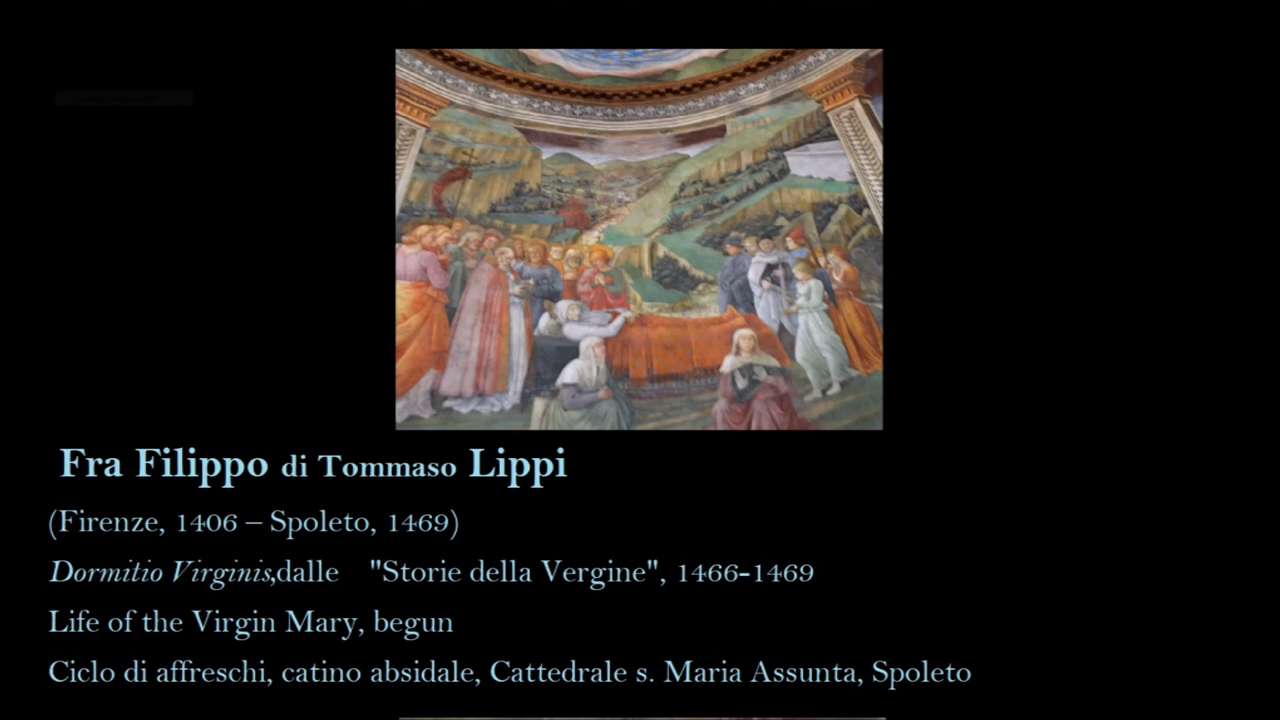 Fra Filippo di Tommaso Lippi
(Firenze, 1406 – Spoleto, 1469)
Dormitio Virginis,dalle "Storie della Vergine", 1466-1469
Life of the Virgin Mary, begun
Ciclo di affreschi, catino absidale, Cattedrale s. Maria Assunta, Spoleto